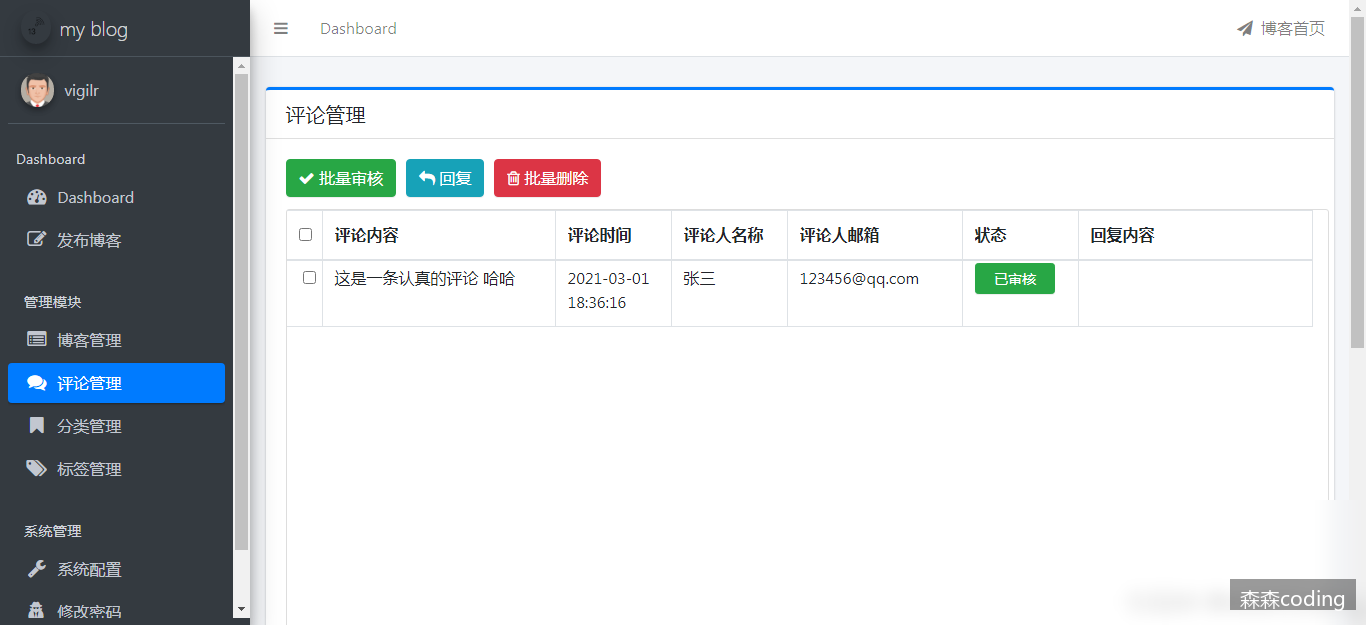 my blog
Dashboard
博客首页
vigilr
Dashboard
Dashboard
发布博客
管理模块
博客管理
评论管理
分类管理
标签管理
系统管理
系统配置
修改密码
评论管理
批量审核
回复
批量删除
评论内容 评论时间 评论人名称 评论人邮箱 状态 回复内容
这是一条认真的评论 哈哈 2021-03-01 张三 123456@qq.com 已审核
18:36:16
森森coding